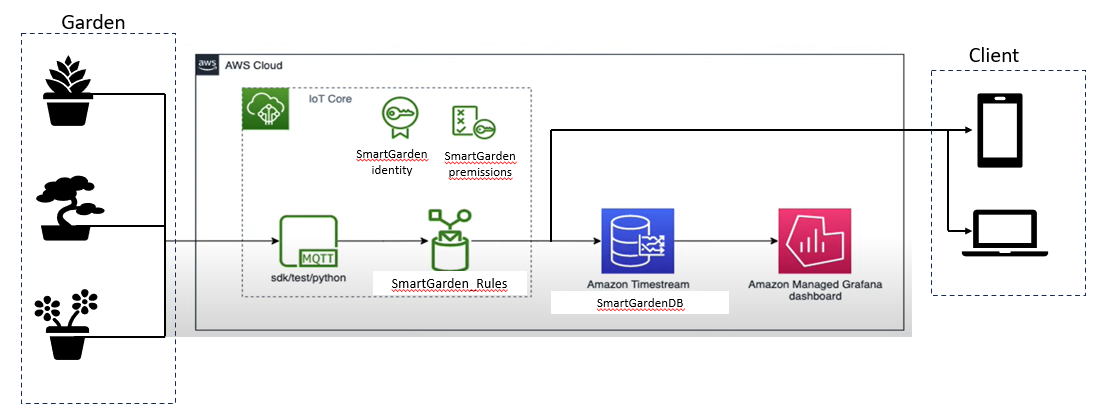 Garden
Client
aws
AWS Cloud
IoT Core
SmartGarden
identity
SmartGarden
premissions
MQTT
sdk/test/python
SmartGarden_Rules
Amazon Timestream
SmartGardenDB
Amazon Managed Grafana
dashboard